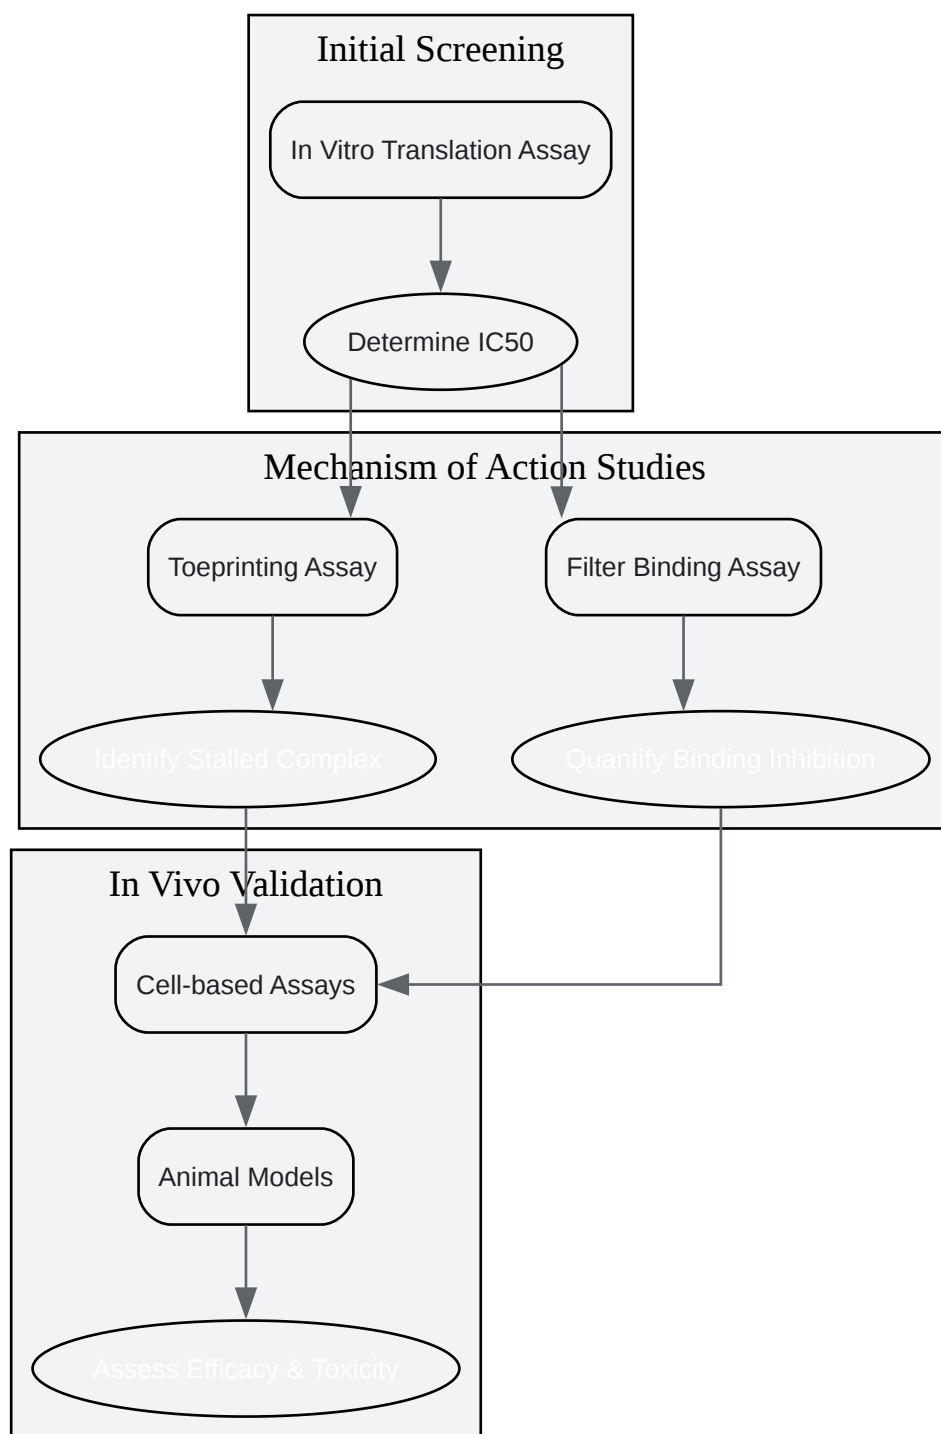 Initial Screening
In Vitro Translation Assay
Determine IC50
Mechanism of Action Studies
Toeprinting Assay
Filter Binding Assay
Identify Stalled Complex
Quantify Binding Inhibition
In Vivo Validation
Cell-based Assays
Animal Models
Assess Efficacy & Toxicity